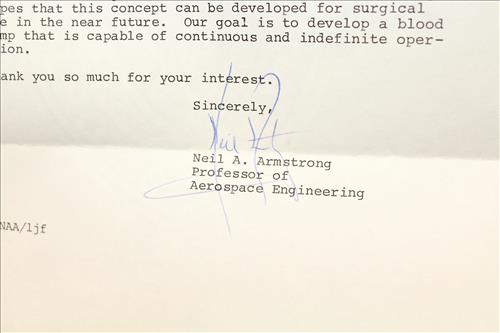 pes that this concept can be developed for surgical
e in the near future. Our goal is to develop a blood
mp that is capable of continuous and indefinite oper-
ion.
ank you so much for your interest.
Sincerely,
Neil A. Armstrong
Professor of
Aerospace Engineering
NAA/ljf